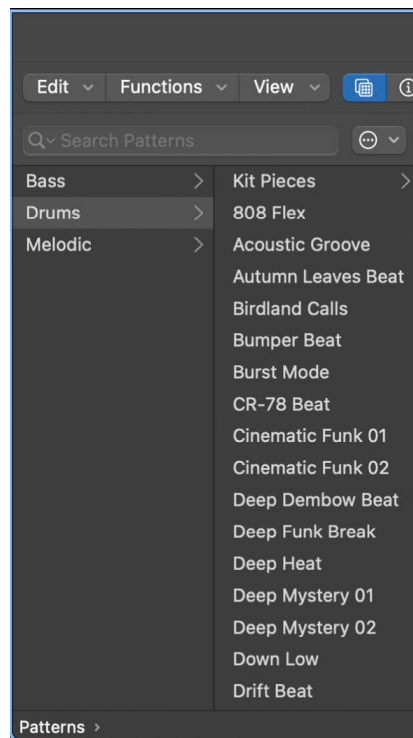 Edit Functions View
Search Patterns
Bass
Drums
Melodic
Kit Pieces
808 Flex
Acoustic Groove
Autumn Leaves Beat
Birdland Calls
Bumper Beat
Burst Mode
CR-78 Beat
Cinematic Funk 01
Cinematic Funk 02
Deep Dembow Beat
Deep Funk Break
Deep Heat
Deep Mystery 01
Deep Mystery 02
Down Low
Drift Beat
Patterns